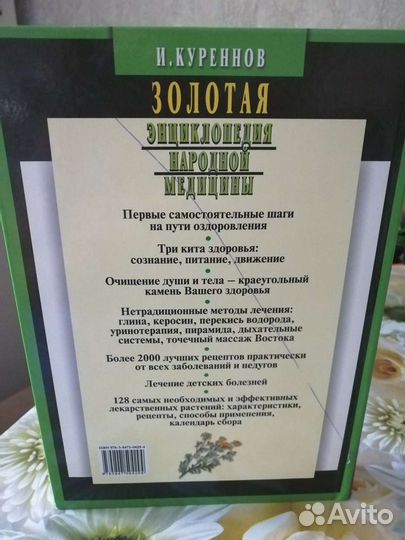 И.КУРЕННОВ
ЗОЛОТАЯ
ЭНЦИКЛОПЕДИЯ
НАРОДНОЙ
МЕДИЦИНЫ
Первые самостоятельные шаги
на пути оздоровления
Три кита здоровья:
сознание, питание, движение
Очищение души и тела – краеугольный
камень Вашего здоровья
Нетрадиционные методы лечения:
глина, керосин, перекись водорода,
уринотерапия, пирамида, дыхательные
системы, точечный массаж Востока
Более 2000 лучших рецептов практически
от всех заболеваний и недугов
Лечение детских болезней
128 самых необходимых и эффективных
лекарственных растений: характеристики,
рецепты, способы применения,
календарь сбора
Avito